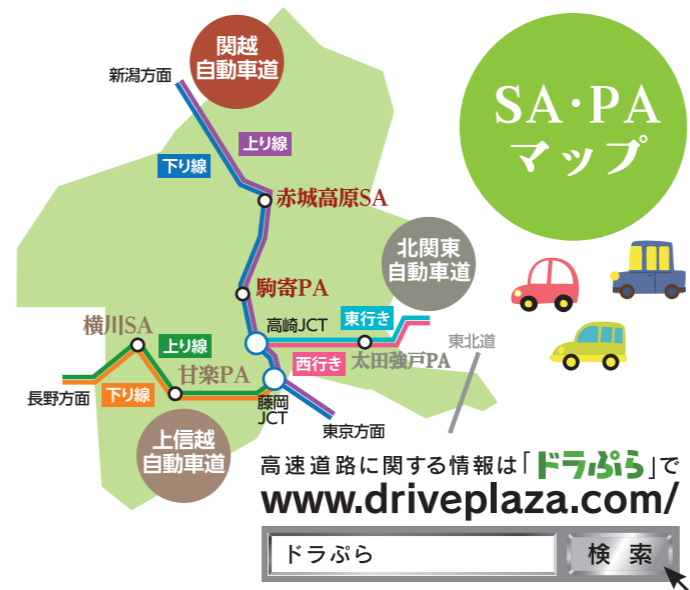 関越
自動車道
SA・PA
マップ
新潟方面
上り線
下り線
赤城高原SA
北関東
自動車道
駒寄PA
高崎JCT
東行き
横川SA
上り線
西行き
太田強戸PA
東北道
甘楽PA
長野方面
下り線
藤岡
JCT
東京方面
上信越
自動車道
高速道路に関する情報は「ドラぷら」で
www.driveplaza.com/
ドラぷら
検 索